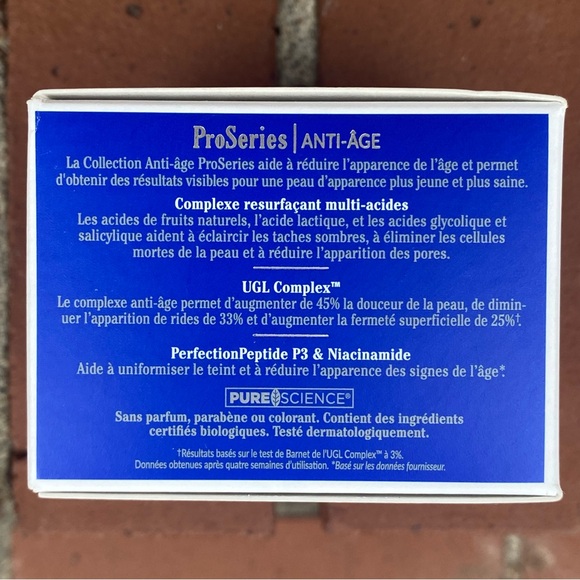 ProSeries | ANTI-ÂGE
La Collection Anti-âge ProSeries aide à réduire l'apparence de l'âge et permet
d'obtenir des résultats visibles pour une peau d'apparence plus jeune et plus saine.
Complexe resurfaçant multi-acides
Les acides de fruits naturels, l'acide lactique, et les acides glycolique et
salicylique aident à éclaircir les taches sombres, à éliminer les cellules
mortes de la peau et à réduire l'apparition des pores.
UGL Complex™
Le complexe anti-âge permet d'augmenter de 45% la douceur de la peau, de dimin-
uer l'apparition de rides de 33% et d'augmenter la fermeté superficielle de 25%†.
PerfectionPeptide P3 & Niacinamide
Aide à uniformiser le teint et à réduire l'apparence des signes de l'âge*.
PURE SCIENCE®
Sans parfum, parabène ou colorant. Contient des ingrédients
certifiés biologiques. Testé dermatologiquement.
†Résultats basés sur le test de Barnet de l'UGL Complex™ à 3%.
Données obtenues après quatre semaines d'utilisation. *Basé sur les données fournisseur.